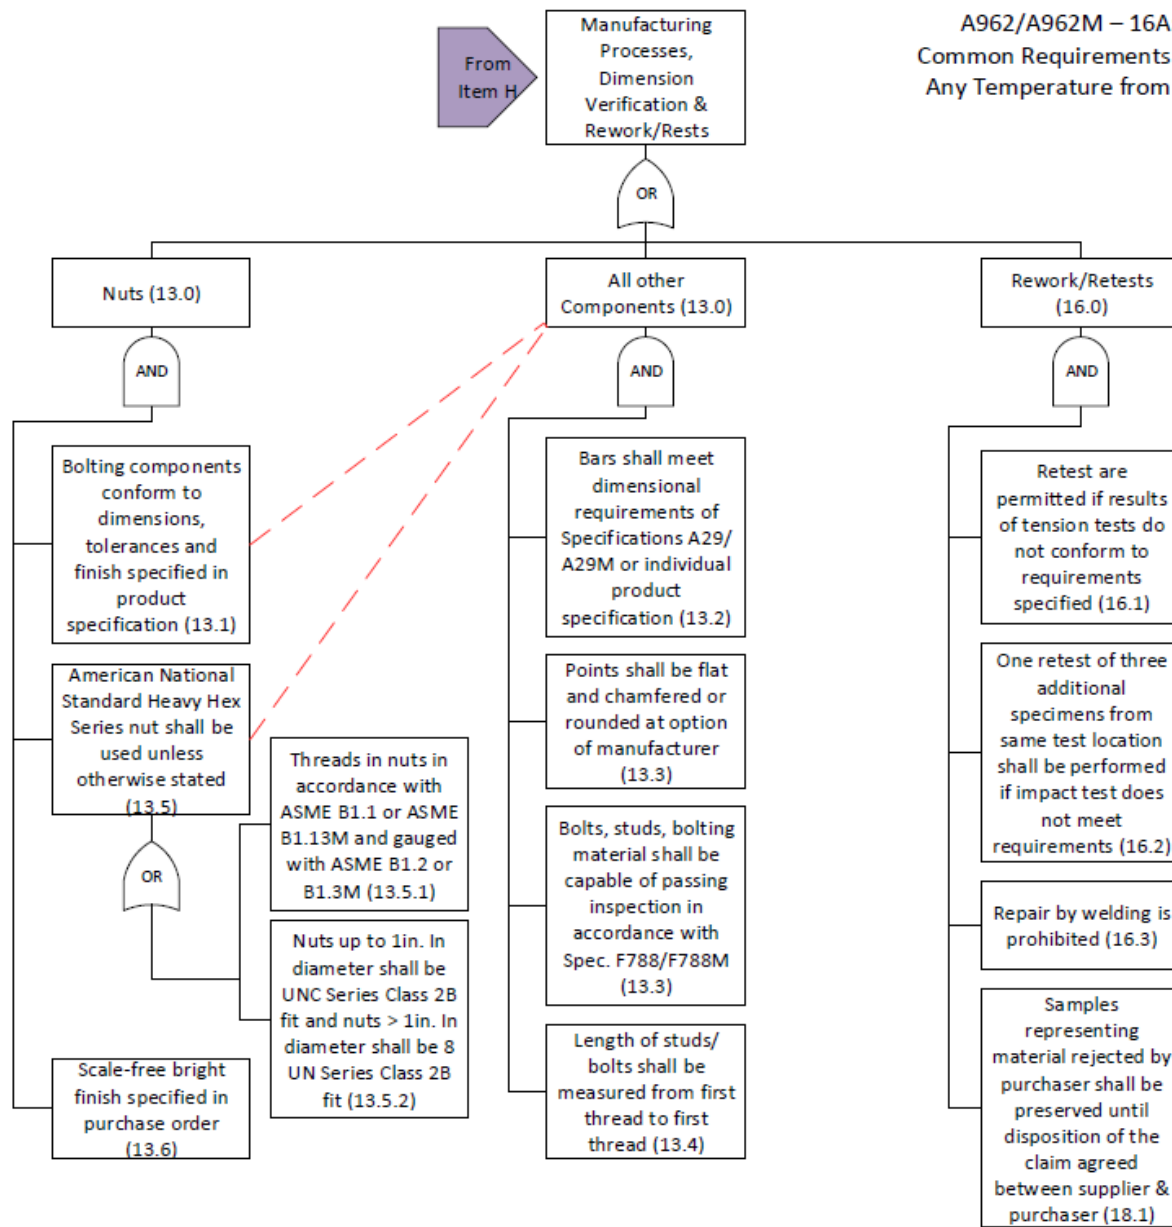 A962/A962M – 16A
Common Requirements
Any Temperature from
From
Item H
Manufacturing
Processes,
Dimension
Verification &
Rework/Rests
OR
Nuts (13.0)
All other
Components (13.0)
Rework/Retests
(16.0)
AND
AND
AND
Bolting components
conform to
dimensions,
tolerances and
finish specified in
product
specification (13.1)
American National
Standard Heavy Hex
Series nut shall be
used unless
otherwise stated
(13.5)
OR
Threads in nuts in
accordance with
ASME B1.1 or ASME
B1.13M and gauged
with ASME B1.2 or
B1.3M (13.5.1)
Nuts up to 1in. In
diameter shall be
UNC Series Class 2B
fit and nuts > 1in. In
diameter shall be 8
UN Series Class 2B
fit (13.5.2)
Scale-free bright
finish specified in
purchase order
(13.6)
Bars shall meet
dimensional
requirements of
Specifications A29/
A29M or individual
product
specification (13.2)
Points shall be flat
and chamfered or
rounded at option
of manufacturer
(13.3)
Bolts, studs, bolting
material shall be
capable of passing
inspection in
accordance with
Spec. F788/F788M
(13.3)
Length of studs/
bolts shall be
measured from first
thread to first
thread (13.4)
Retest are
permitted if results
of tension tests do
not conform to
requirements
specified (16.1)
One retest of three
additional
specimens from
same test location
shall be performed
if impact test does
not meet
requirements (16.2)
Repair by welding is
prohibited (16.3)
Samples
representing
material rejected by
purchaser shall be
preserved until
disposition of the
claim agreed
between supplier &
purchaser (18.1)